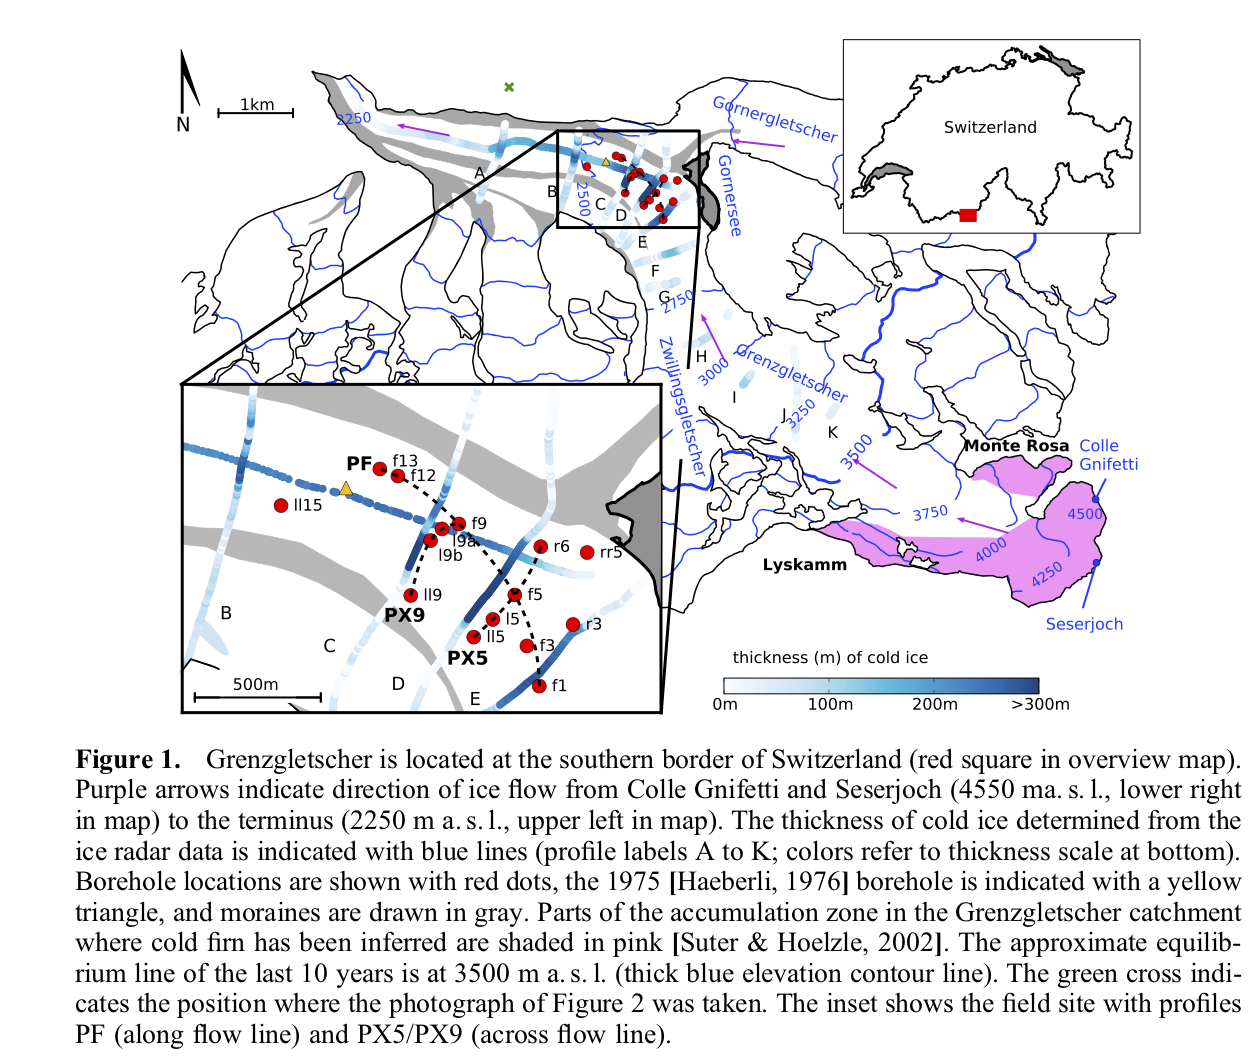 N
1km
2250
Gornergletscher
Switzerland
Gornersee
A
B
2500
C
D
E
F
G
2750
H
Zwillingsgletscher
3000
Grenzgletscher
I
J
3250
K
3500
Monte Rosa
Colle
Gnifetti
3750
4500
4000
4250
Lyskamm
Seserjoch
PF
f13
f12
ll15
f9
l9a
l9b
r6
rr5
ll9
PX9
f5
l5
ll5
PX5
r3
f3
f1
B
C
D
E
500m
thickness (m) of cold ice
0m 100m 200m >300m
Figure 1. Grenzgletscher is located at the southern border of Switzerland (red square in overview map).
Purple arrows indicate direction of ice flow from Colle Gnifetti and Seserjoch (4550 ma. s. l., lower right
in map) to the terminus (2250 m a. s. l., upper left in map). The thickness of cold ice determined from the
ice radar data is indicated with blue lines (profile labels A to K; colors refer to thickness scale at bottom).
Borehole locations are shown with red dots, the 1975 [Haeberli, 1976] borehole is indicated with a yellow
triangle, and moraines are drawn in gray. Parts of the accumulation zone in the Grenzgletscher catchment
where cold firn has been inferred are shaded in pink [Suter & Hoelzle, 2002]. The approximate equilib-
rium line of the last 10 years is at 3500 m a. s. l. (thick blue elevation contour line). The green cross indi-
cates the position where the photograph of Figure 2 was taken. The inset shows the field site with profiles
PF (along flow line) and PX5/PX9 (across flow line).